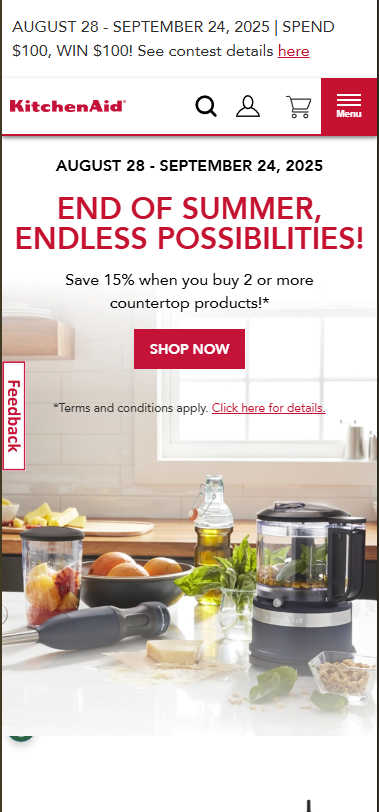 AUGUST 28 - SEPTEMBER 24, 2025 | SPEND
$100, WIN $100! See contest details here
KitchenAid
Menu
AUGUST 28 - SEPTEMBER 24, 2025
END OF SUMMER,
ENDLESS POSSIBILITIES!
Save 15% when you buy 2 or more
countertop products!*
SHOP NOW
*Terms and conditions apply. Click here for details.
Feedback